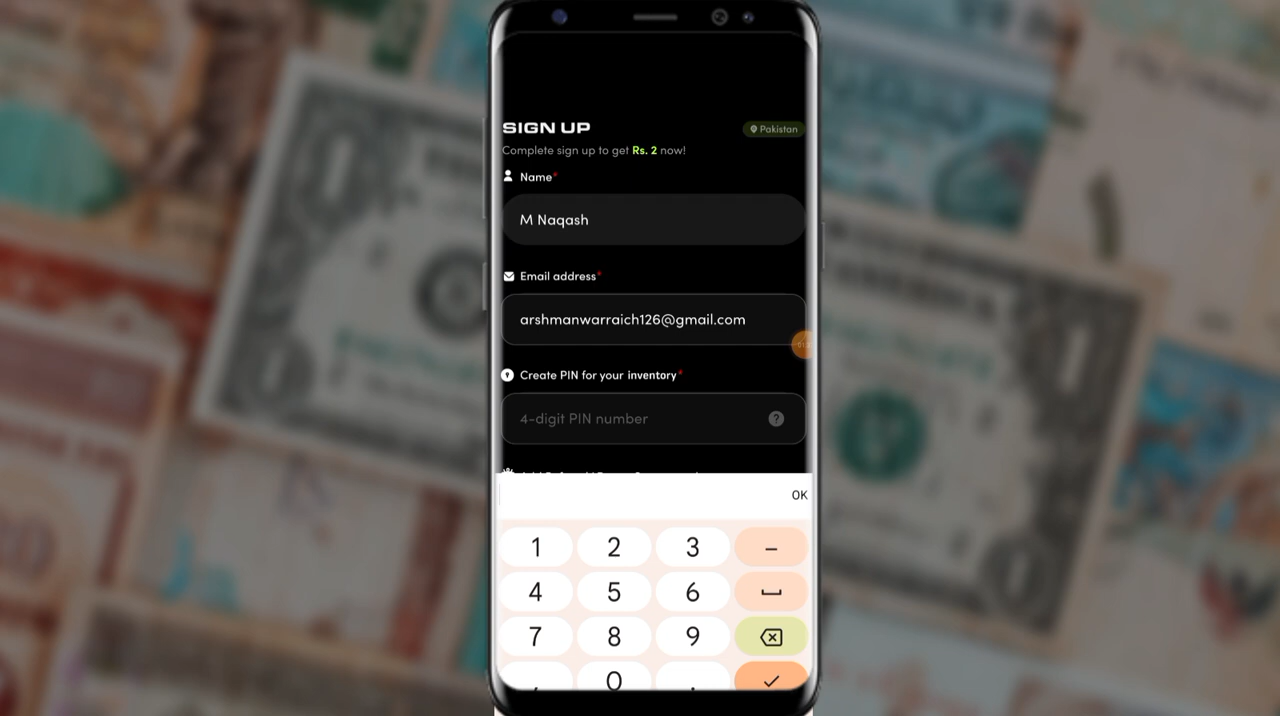 SIGN UP
Pakistan
Complete sign up to get Rs. 2 now!
Name*
M Naqash
Email address*
arshmanwarraich126@gmail.com
Create PIN for your inventory*
4-digit PIN number
?
OK
1 2 3 –
4 5 6
7 8 9
, 0 .